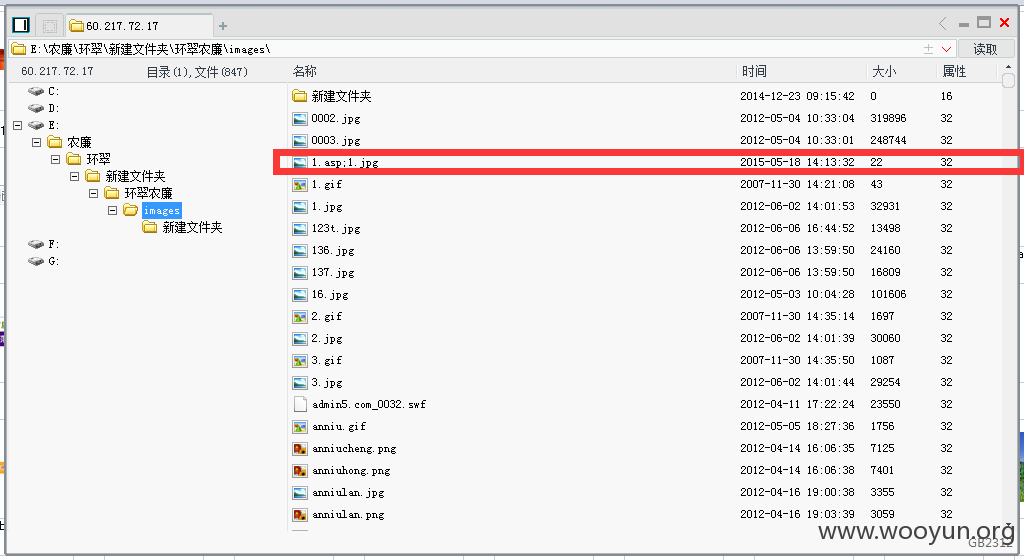 60.217.72.17
E:\农廉\环翠\新建文件夹\环翠农廉\images\ 读取
60.217.72.17 目录(1),文件(847) 名称 时间 大小 属性
C:
D:
E:
农廉
环翠
新建文件夹
环翠农廉
images
新建文件夹
F:
G:
新建文件夹 2014-12-23 09:15:42 0 16
0002.jpg 2012-05-04 10:33:04 319896 32
0003.jpg 2012-05-04 10:33:01 248744 32
1.asp;1.jpg 2015-05-18 14:13:32 22 32
1.gif 2007-11-30 14:21:08 43 32
1.jpg 2012-06-02 14:01:53 32931 32
123t.jpg 2012-06-06 16:44:52 13498 32
136.jpg 2012-06-06 13:59:50 24160 32
137.jpg 2012-06-06 13:59:50 16809 32
16.jpg 2012-05-03 10:04:28 101606 32
2.gif 2007-11-30 14:35:14 1697 32
2.jpg 2012-06-02 14:01:39 30060 32
3.gif 2007-11-30 14:35:50 1087 32
3.jpg 2012-06-02 14:01:44 29254 32
admin5.com_0032.swf 2012-04-11 17:22:24 23550 32
anniu.gif 2012-05-05 18:27:36 1756 32
anniucheng.png 2012-04-14 16:06:35 7125 32
anniuhong.png 2012-04-14 16:06:38 7401 32
anniulan.jpg 2012-04-16 19:00:38 3355 32
anniulan.png 2012-04-16 19:03:39 3059 32
www.wooyun.org
GB2312